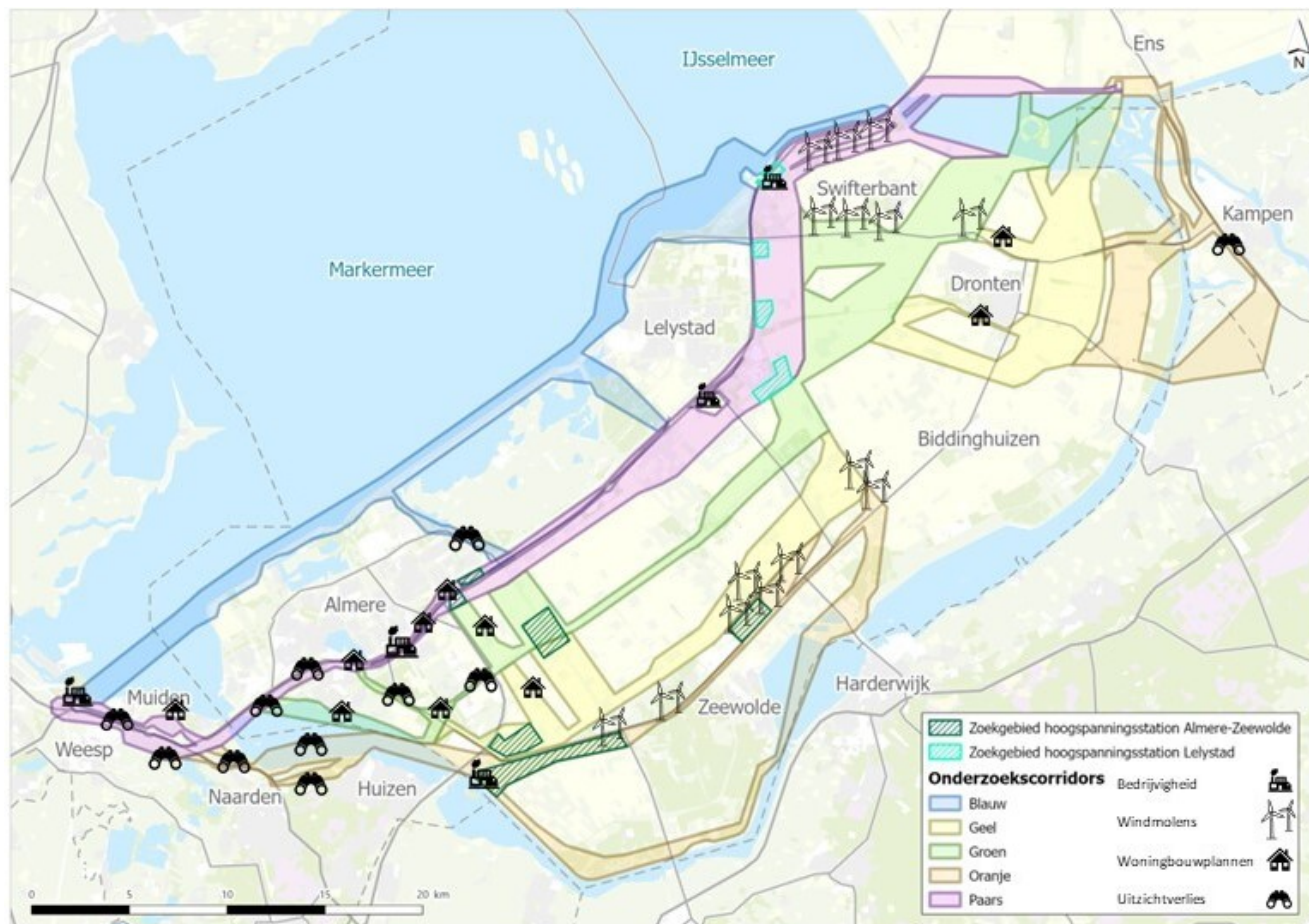 Ens
IJsselmeer
N
Swifterbant
Kampen
Markermeer
Dronten
Lelystad
Biddinghuizen
Almere
Harderwijk
Zeewolde
Muiden
Weesp
Huizen
Naarden
Zoekgebied hoogspanningsstation Almere-Zeewolde
Zoekgebied hoogspanningsstation Lelystad
Onderzoekscorridors
Bedrijvigheid
Blauw
Windmolens
Geel
Groen
Woningbouwplannen
Oranje
Uitzichtverlies
Paars
0 5 10 15 20 km